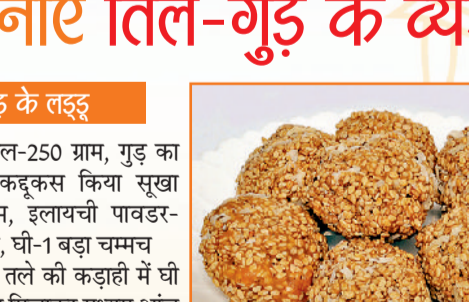 तिल-गुड़ के
के लड्डू
-250 ग्राम, गुड़ का
कद्दूकस किया सूखा
इलायची पावडर-
घी-1 बड़ा चम्मच
तले की कड़ाही में घी